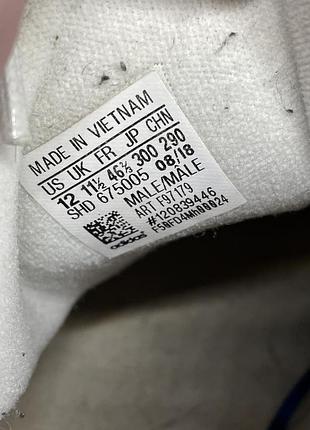 MADE IN VIETNAM
US UK FR JP CHN
12 11½ 46⅔ 300 290
SHD 675005 08/18
MALE/MALE
ART F97179
#120839446
adidas